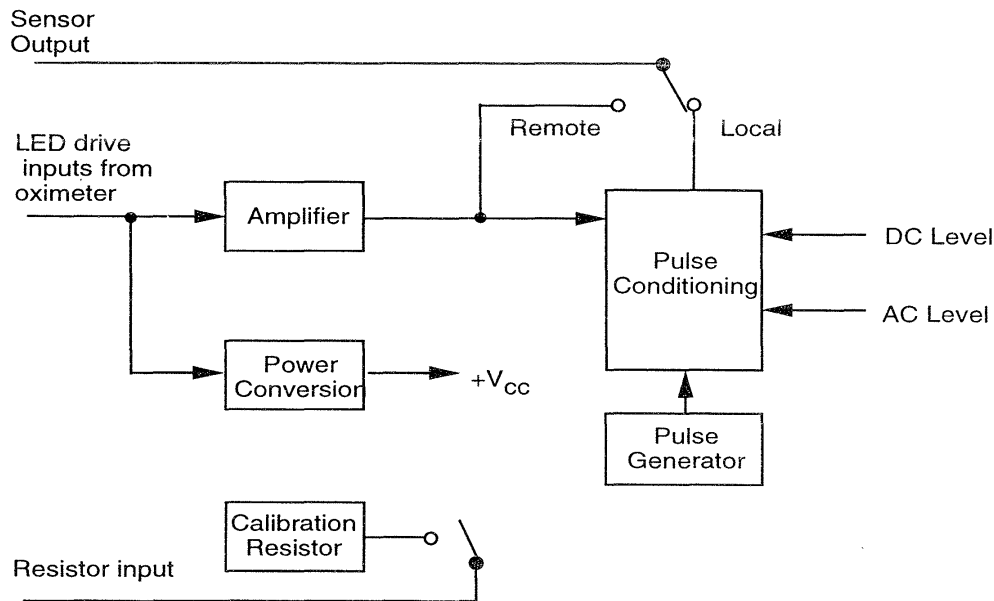 Sensor
Output
Remote
Local
LED drive
inputs from
oximeter
Amplifier
Pulse
Conditioning
DC Level
AC Level
Power
Conversion
+VCC
Pulse
Generator
Calibration
Resistor
Resistor input